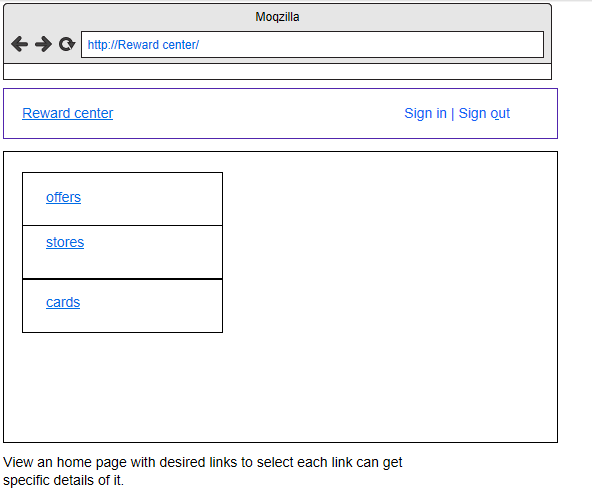 Moqzilla
http://Reward center/
Reward center
Sign in | Sign out
offers
stores
cards
View an home page with desired links to select each link can get
specific details of it.